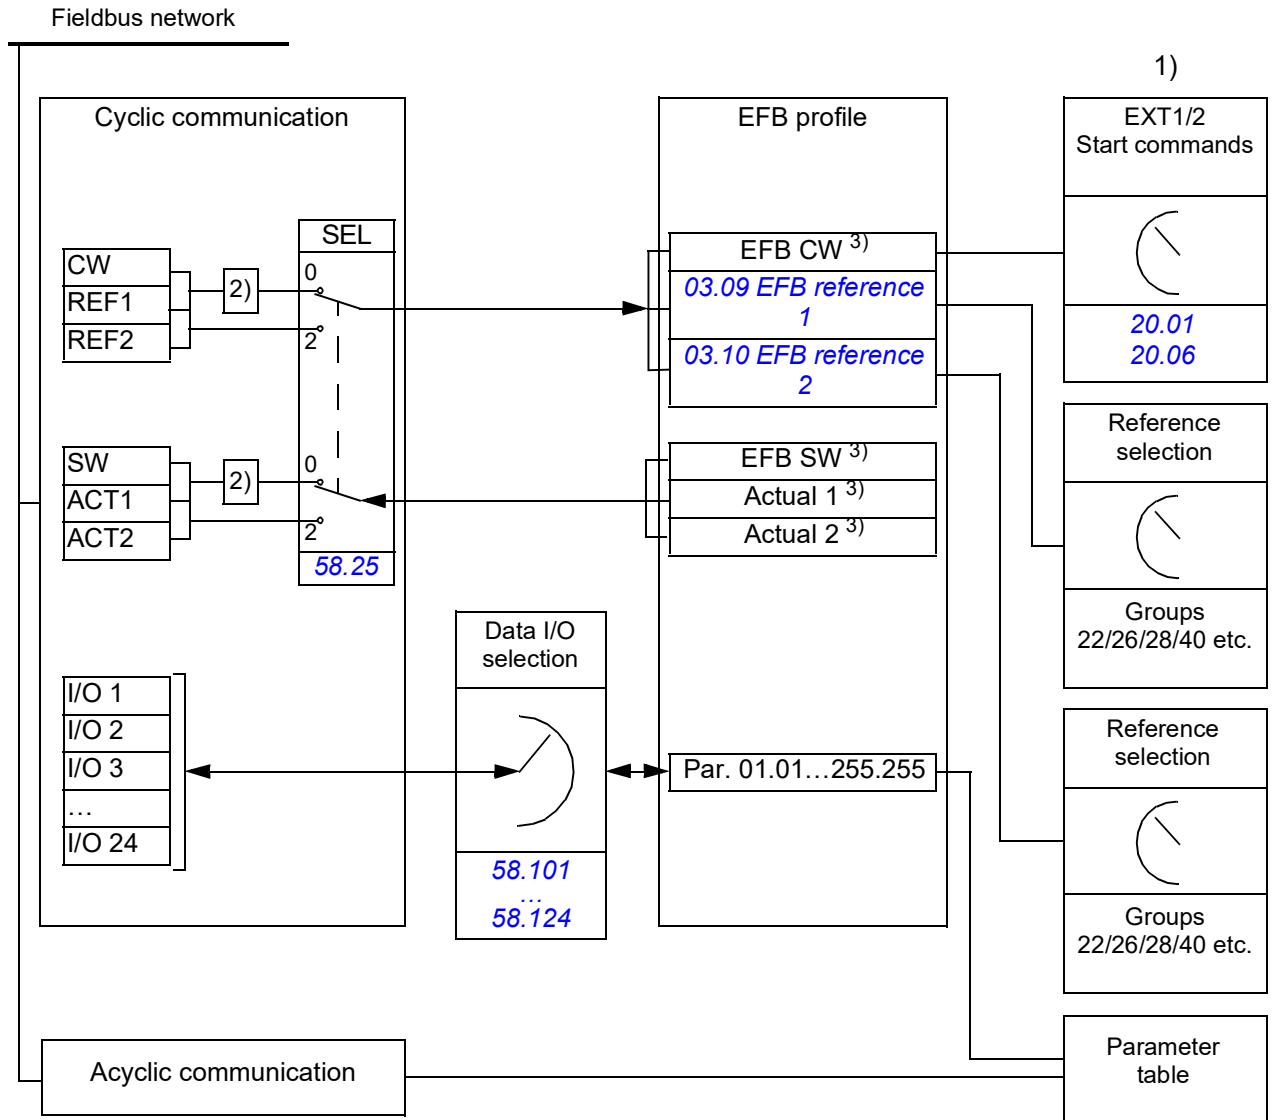 Fieldbus network
1)
Cyclic communication
SEL
CW
REF1
REF2
2)
0
2
SW
ACT1
ACT2
2)
0
2
58.25
I/O 1
I/O 2
I/O 3
…
I/O 24
Data I/O
selection
58.101
…
58.124
EFB profile
EFB CW 3)
03.09 EFB reference
1
03.10 EFB reference
2
EFB SW 3)
Actual 1 3)
Actual 2 3)
Par. 01.01…255.255
EXT1/2
Start commands
20.01
20.06
Reference
selection
Groups
22/26/28/40 etc.
Reference
selection
Groups
22/26/28/40 etc.
Acyclic communication
Parameter
table